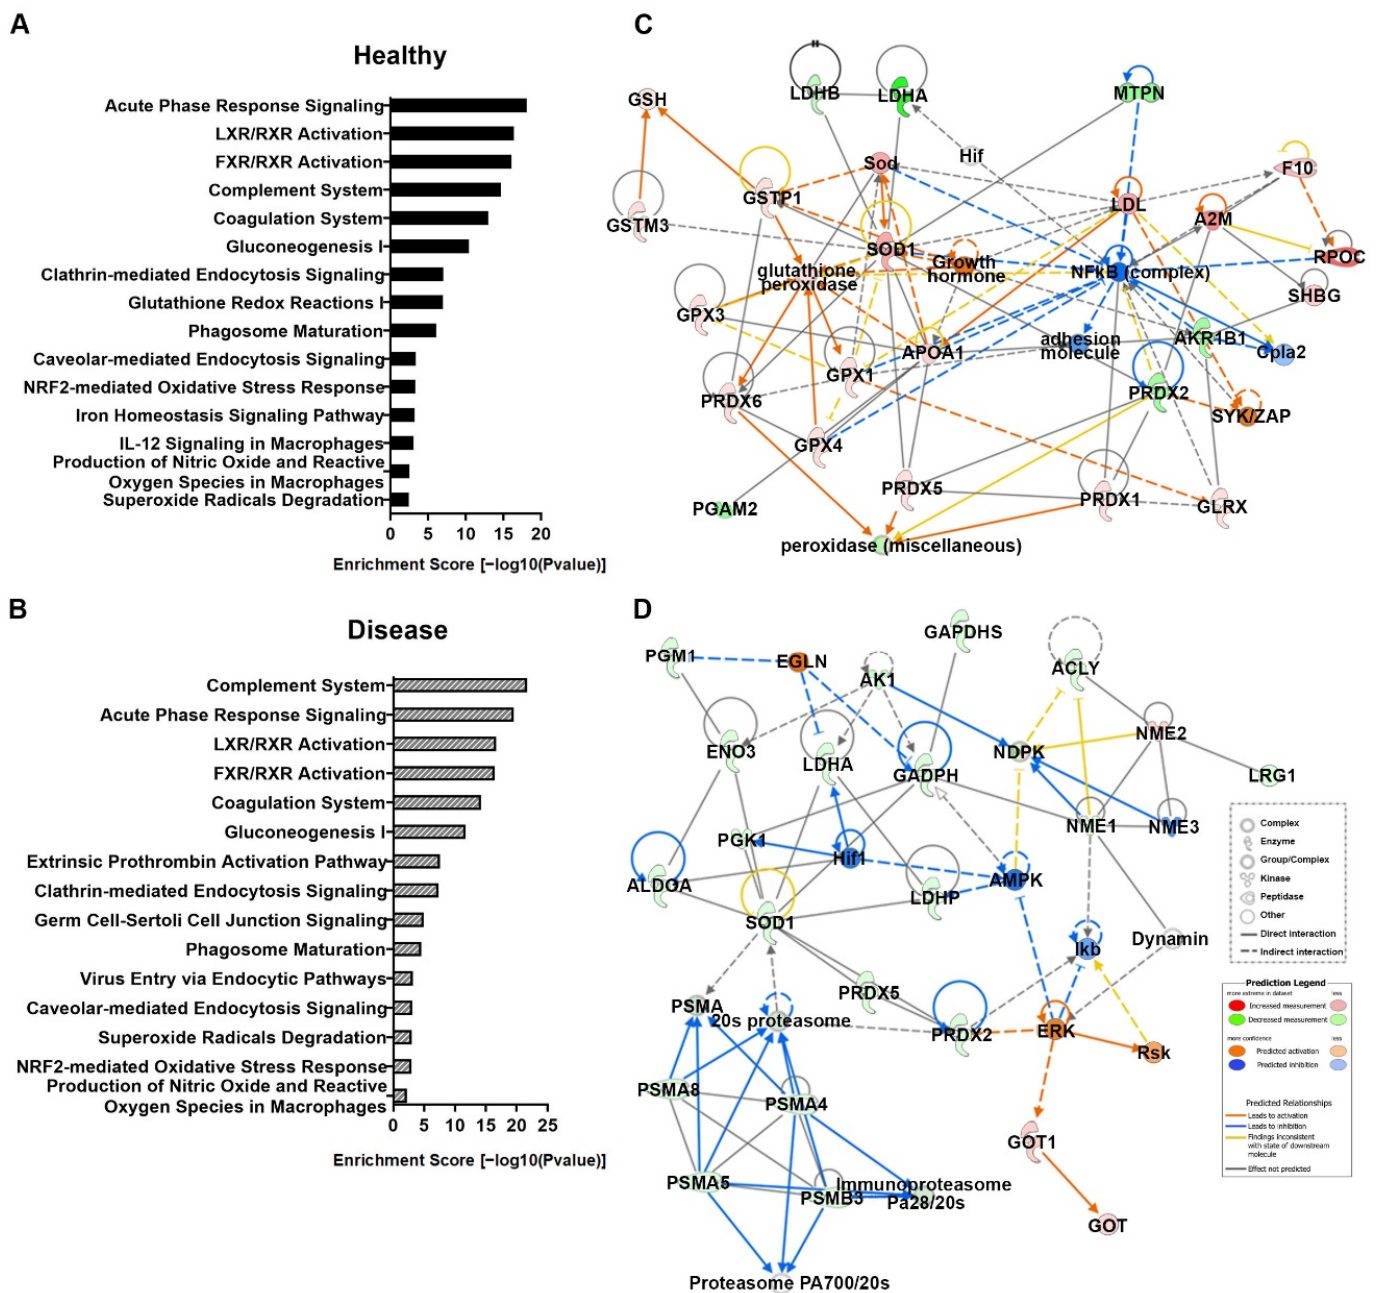 A
Healthy
Acute Phase Response Signaling
LXR/RXR Activation
FXR/RXR Activation
Complement System
Coagulation System
Gluconeogenesis I
Clathrin-mediated Endocytosis Signaling
Glutathione Redox Reactions I
Phagosome Maturation
Caveolar-mediated Endocytosis Signaling
NRF2-mediated Oxidative Stress Response
Iron Homeostasis Signaling Pathway
IL-12 Signaling in Macrophages
Production of Nitric Oxide and Reactive
Oxygen Species in Macrophages
Superoxide Radicals Degradation
0 5 10 15 20
Enrichment Score [−log10(Pvalue)]
B
Disease
Complement System
Acute Phase Response Signaling
LXR/RXR Activation
FXR/RXR Activation
Coagulation System
Gluconeogenesis I
Extrinsic Prothrombin Activation Pathway
Clathrin-mediated Endocytosis Signaling
Germ Cell-Sertoli Cell Junction Signaling
Phagosome Maturation
Virus Entry via Endocytic Pathways
Caveolar-mediated Endocytosis Signaling
Superoxide Radicals Degradation
NRF2-mediated Oxidative Stress Response
Production of Nitric Oxide and Reactive
Oxygen Species in Macrophages
0 5 10 15 20 25
Enrichment Score [−log10(Pvalue)]
C
GSH
LDHB
LDHA
MTPN
Sod
Hif
F10
GSTP1
GSTM3
LDL
A2M
SOD1
RPOC
glutathione
peroxidase
Growth
hormone
NFkB (complex)
SHBG
GPX3
APOA1
adhesion
molecule
AKR1B1
Cpla2
GPX1
PRDX6
PRDX2
SYK/ZAP
GPX4
PRDX5
PRDX1
GLRX
PGAM2
peroxidase (miscellaneous)
D
GAPDHS
PGM1
EGLN
AK1
ACLY
NME2
ENO3
LDHA
GADPH
NDPK
LRG1
PGK1
Hif1
NME1
NME3
ALDOA
LDHP
AMPK
SOD1
Ikb
Dynamin
PRDX5
PSMA
20s proteasome
PRDX2
ERK
Rsk
PSMA8
PSMA4
GOT1
PSMA5
PSMB3
Immunoproteasome
Pa28/20s
GOT
Proteasome PA700/20s
Complex
Enzyme
Group/Complex
Kinase
Peptidase
Other
Direct interaction
Indirect interaction
Prediction Legend
more extreme in dataset less
Increased measurement
Decreased measurement
more confidence less
Predicted activation
Predicted inhibition
Predicted Relationships
Leads to activation
Leads to inhibition
Findings inconsistent
with state of downstream
molecule
Effect not predicted